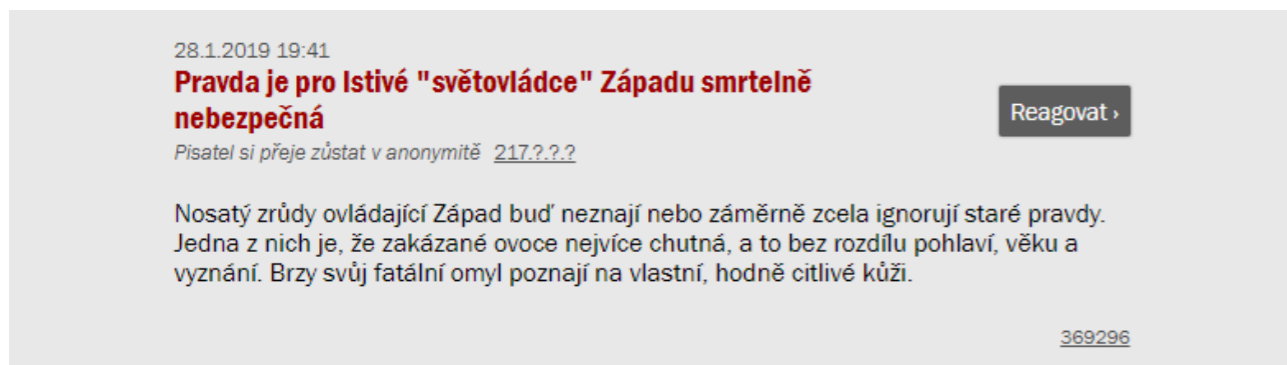 28.1.2019 19:41
Pravda je pro lstivé "světovládce" Západu smrtelně
nebezpečná
Reagovat ›
Pisatel si přeje zůstat v anonymitě 217.?.?.?
Nosatý zrůdy ovládající Západ buď neznají nebo záměrně zcela ignorují staré pravdy.
Jedna z nich je, že zakázané ovoce nejvíce chutná, a to bez rozdílu pohlaví, věku a
vyznání. Brzy svůj fatální omyl poznají na vlastní, hodně citlivé kůži.
369296